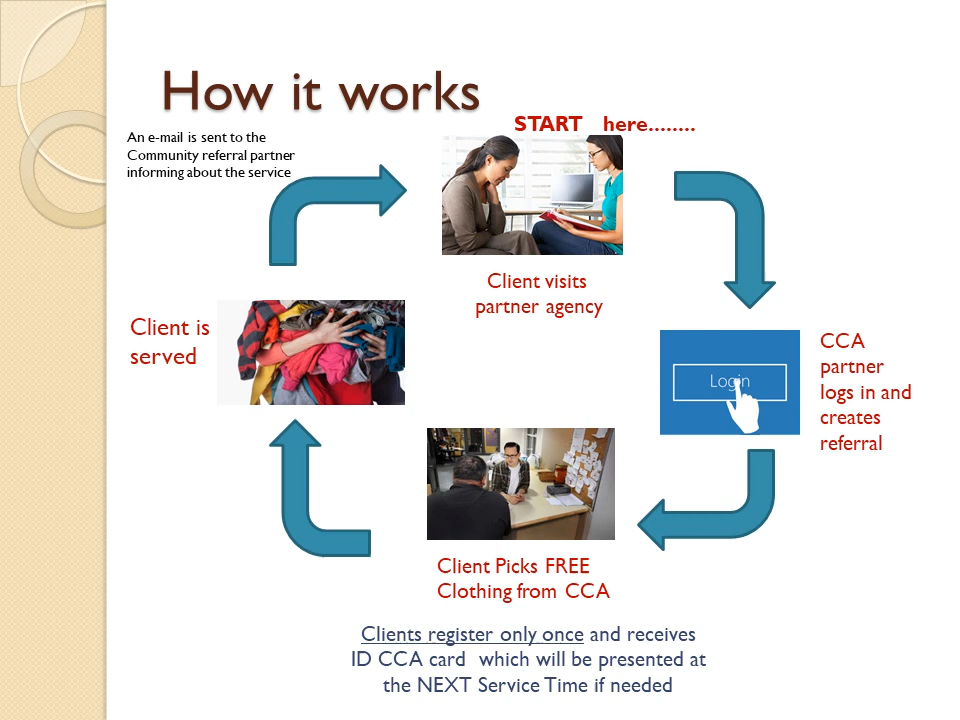 How it works
An e-mail is sent to the
Community referral partner
informing about the service
START here........
Client visits
partner agency
Login
CCA
partner
logs in and
creates
referral
Client Picks FREE
Clothing from CCA
Client is
served
Clients register only once and receives
ID CCA card which will be presented at
the NEXT Service Time if needed